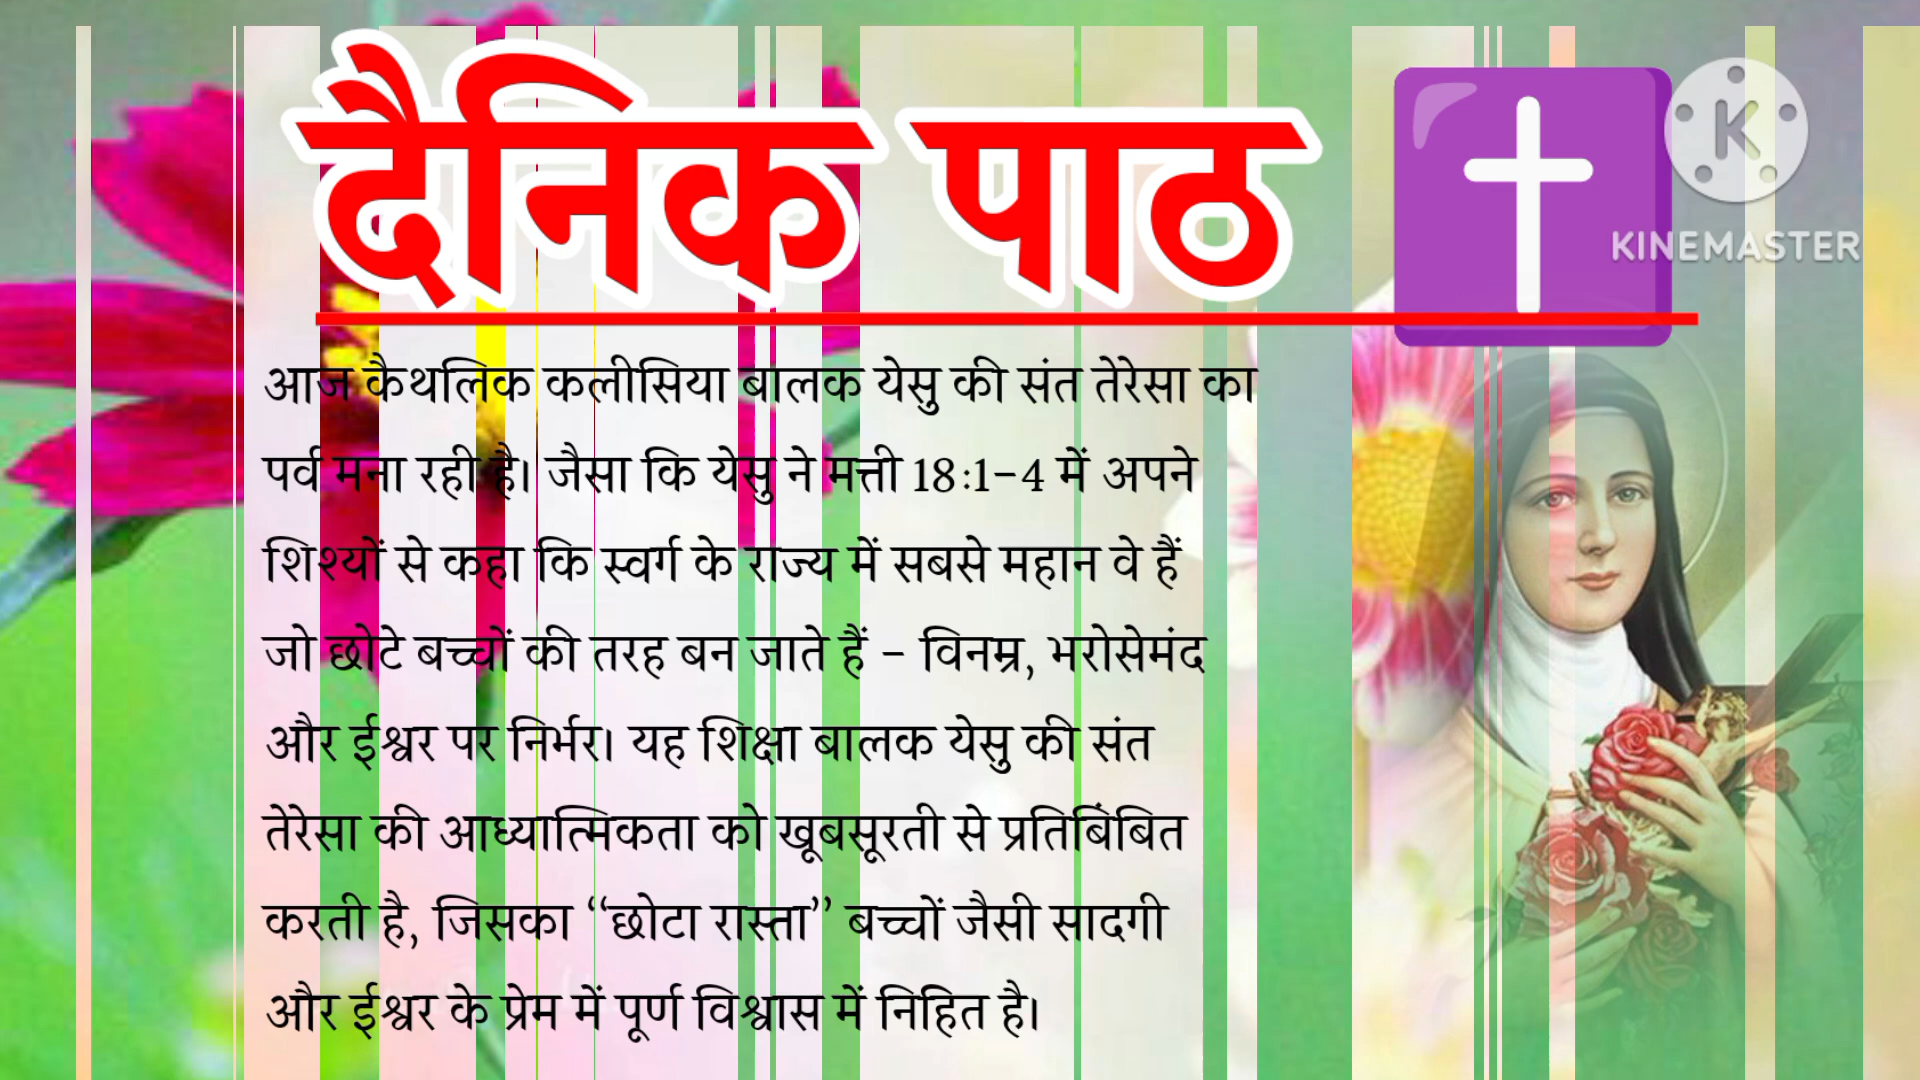 दैनिक पाठ
KINEMASTER
आज कैथलिक कलीसिया बालक येसु की संत तेरेसा का
पर्व मना रही है। जैसा कि येसु ने मत्ती 18:1-4 में अपने
शिश्यों से कहा कि स्वर्ग के राज्य में सबसे महान वे हैं
जो छोटे बच्चों की तरह बन जाते हैं - विनम्र, भरोसेमंद
और ईश्वर पर निर्भर। यह शिक्षा बालक येसु की संत
तेरेसा की आध्यात्मिकता को खूबसूरती से प्रतिबिंबित
करती है, जिसका “छोटा रास्ता” बच्चों जैसी सादगी
और ईश्वर के प्रेम में पूर्ण विश्वास में निहित है।